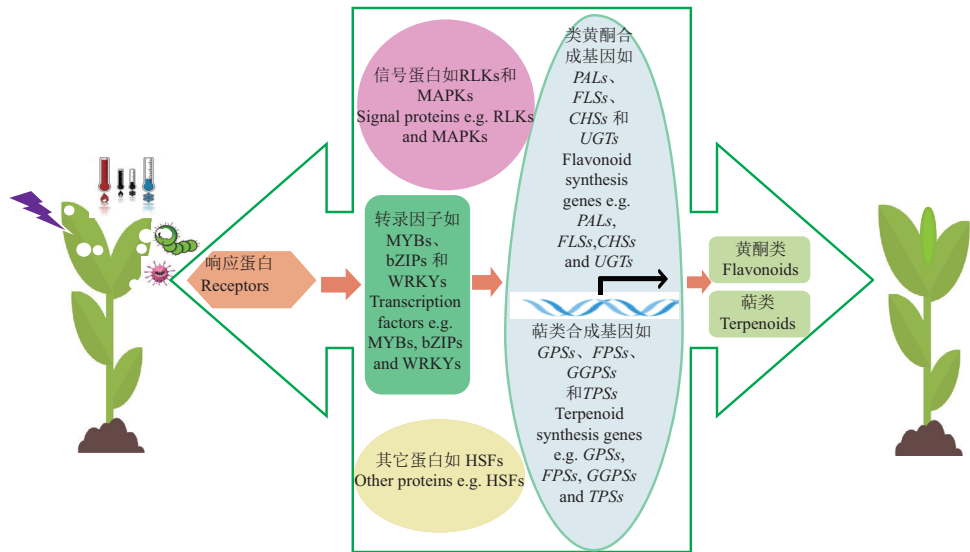 信号蛋白如RLKs和
MAPKs
Signal proteins e.g. RLKs
and MAPKs
类黄酮合
成基因如
PALs、
FLSs、
CHSs 和
UGTs
Flavonoid
synthesis
genes e.g.
PALs,
FLSs,CHSs
and UGTs
响应蛋白
Receptors
转录因子如
MYBs、
bZIPs 和
WRKYs
Transcription
factors e.g.
MYBs, bZIPs
and WRKYs
黄酮类
Flavonoids
萜类
Terpenoids
萜类合成基因如
GPSs、FPSs、
GGPSs
和TPSs
Terpenoid
synthesis genes
e.g. GPSs,
FPSs, GGPSs
and TPSs
其它蛋白如 HSFs
Other proteins e.g. HSFs